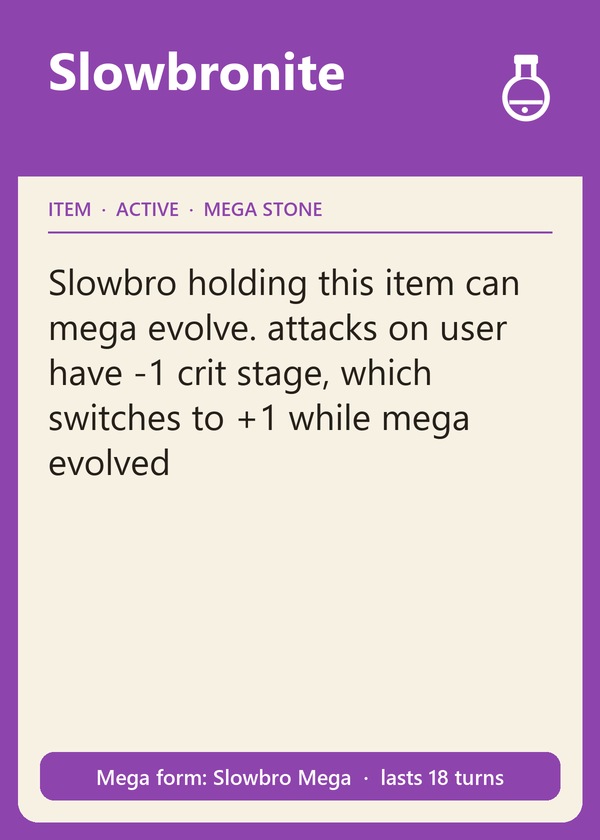 Slowbronite
ITEM · ACTIVE · MEGA STONE
Slowbro holding this item can
mega evolve. attacks on user
have -1 crit stage, which
switches to +1 while mega
evolved
Mega form: Slowbro Mega · lasts 18 turns